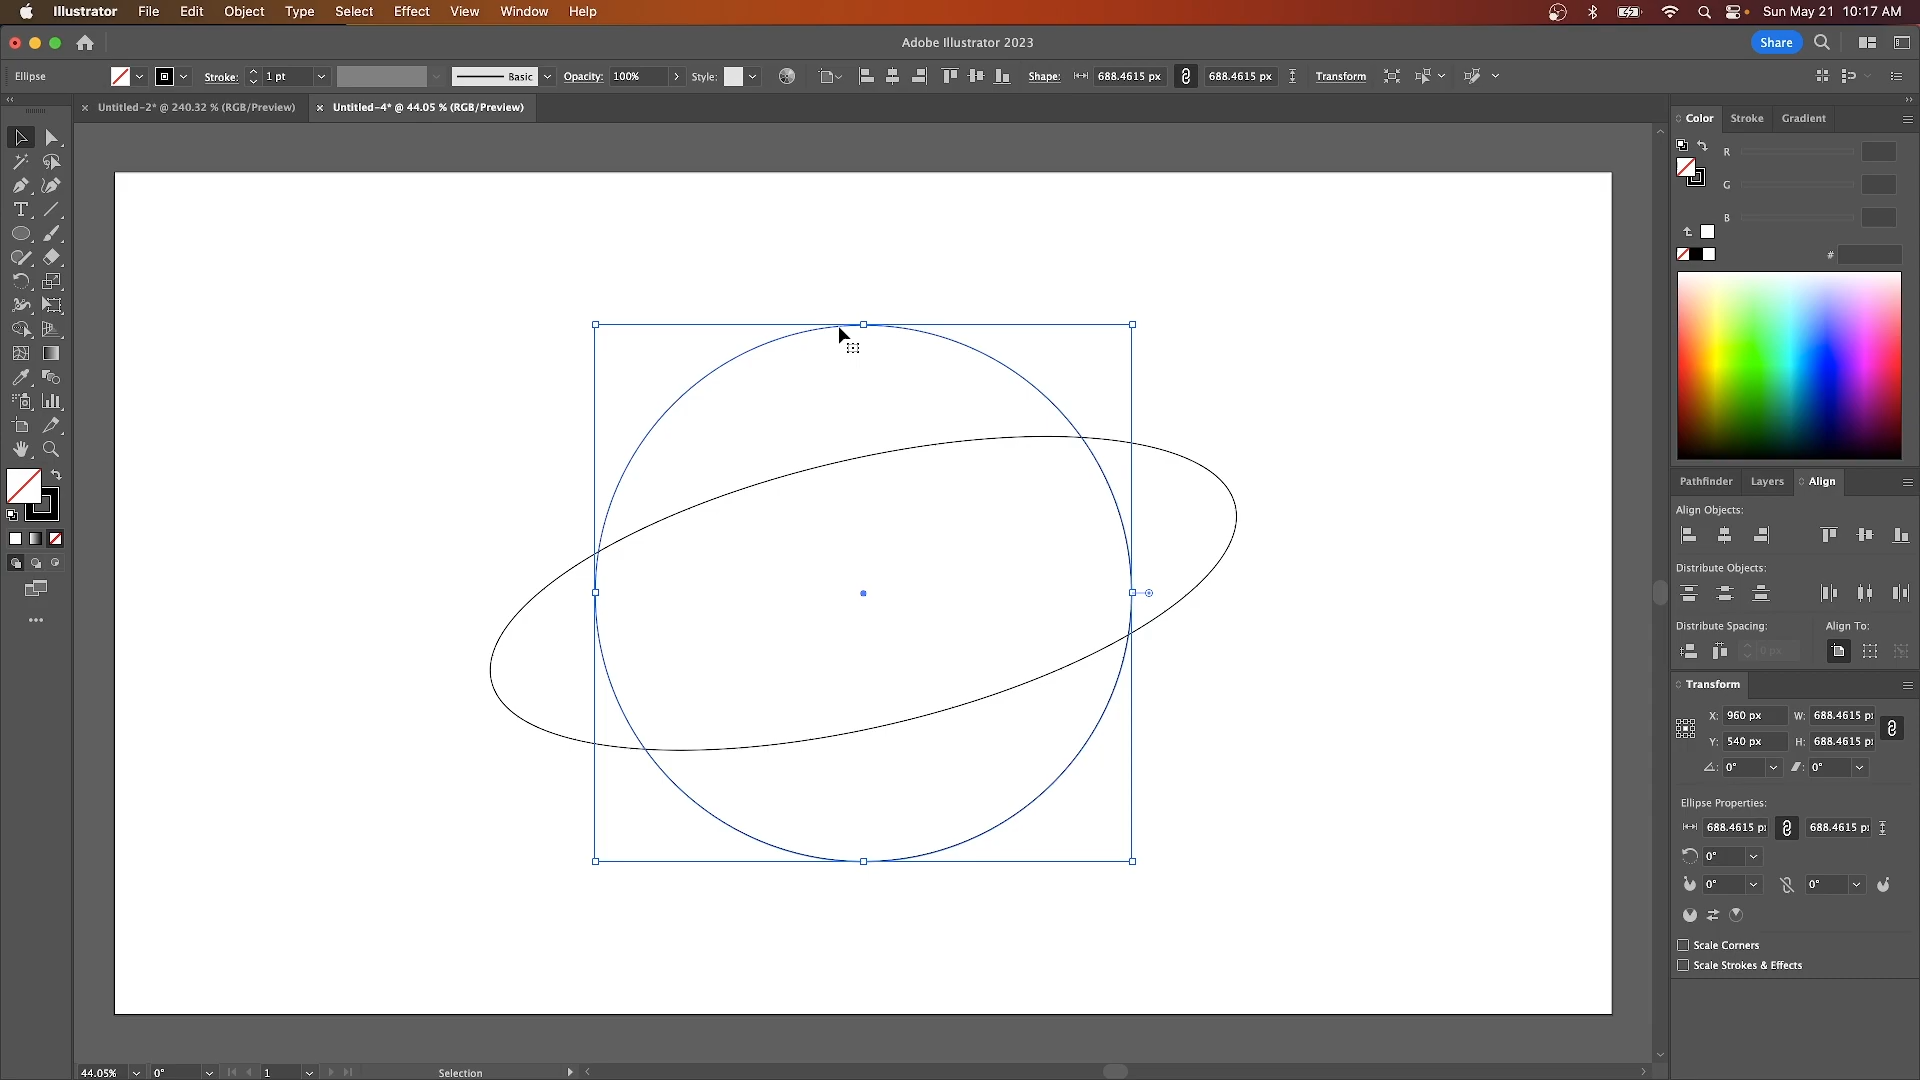 Illustrator File Edit Object Type Select Effect View Window Help Sun May 21 10:17 AM
Adobe Illustrator 2023 Share
Ellipse Stroke: 1 pt Basic Opacity: 100% Style: Shape: 688.4615 px 688.4615 px Transform
× Untitled-2* @ 240.32 % (RGB/Preview) × Untitled-4* @ 44.05 % (RGB/Preview)
Color Stroke Gradient
R
G
B
#
Pathfinder Layers Align
Align Objects:
Distribute Objects:
Distribute Spacing: Align To:
0 px
Transform
X: 960 px W: 688.4615 p
Y: 540 px H: 688.4615 p
0° 0°
Ellipse Properties:
688.4615 p 688.4615 p
0°
0° 0°
Scale Corners
Scale Strokes & Effects
44.05% 0° 1 Selection